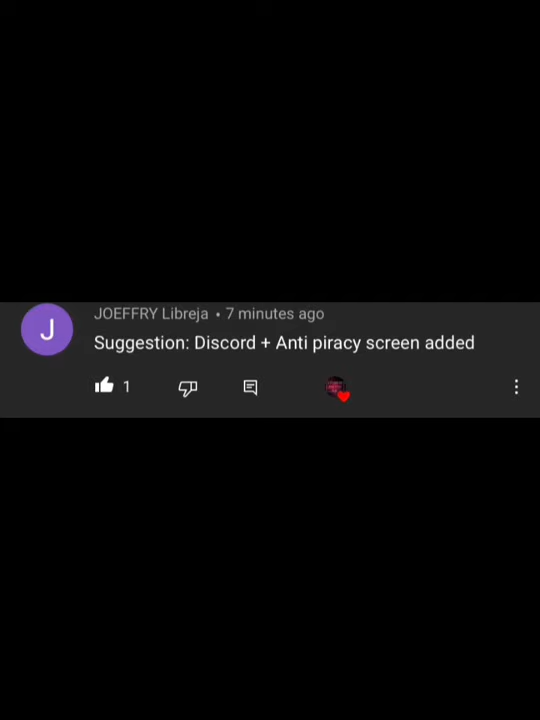 J
JOEFFRY Libreja • 7 minutes ago
Suggestion: Discord + Anti piracy screen added
1